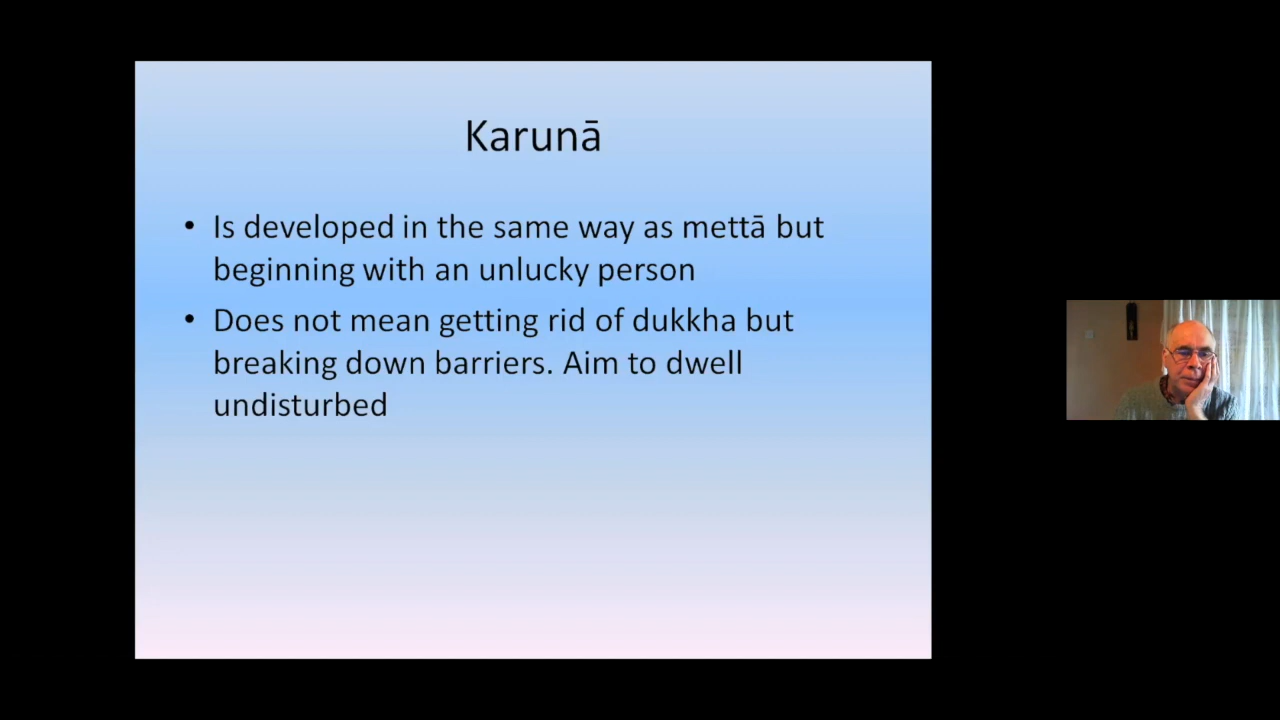 Karunā
• Is developed in the same way as mettā but
beginning with an unlucky person
• Does not mean getting rid of dukkha but
breaking down barriers. Aim to dwell
undisturbed